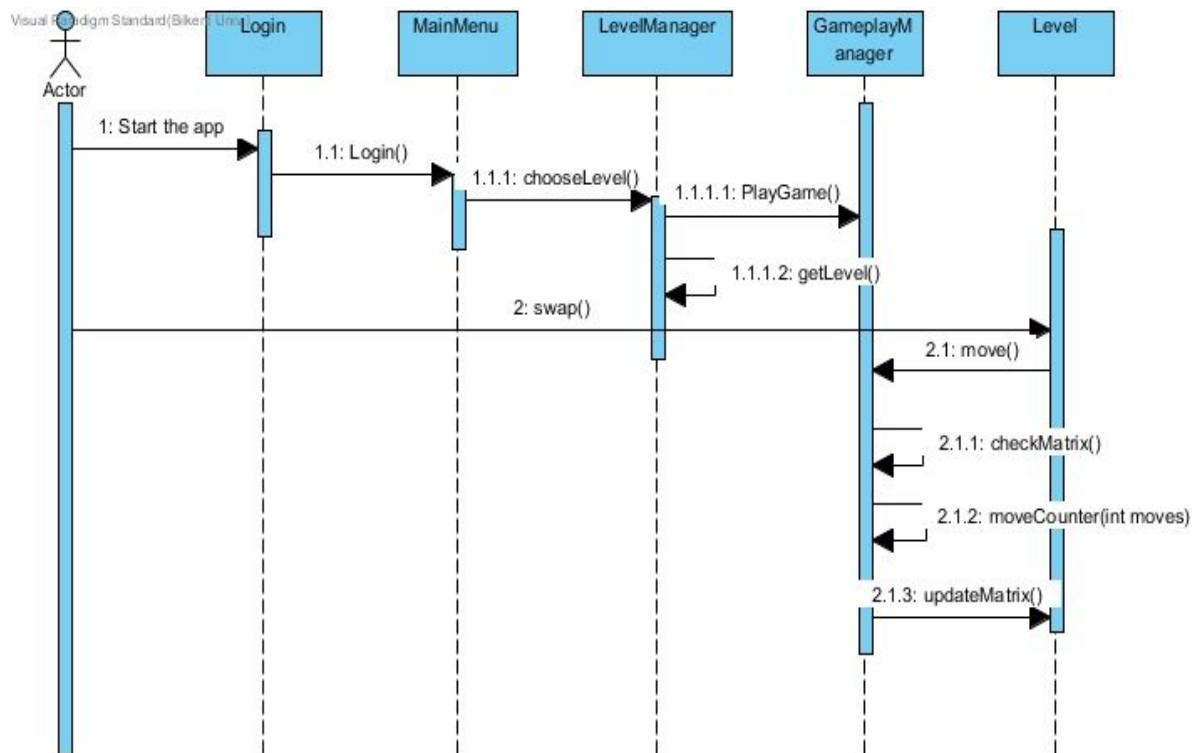 Visual Paradigm Standard(Bilkent Univ.)
Login
MainMenu
LevelManager
GameplayM
anager
Level
Actor
1: Start the app
1.1: Login()
1.1.1: chooseLevel()
1.1.1.1: PlayGame()
1.1.1.2: getLevel()
2: swap()
2.1: move()
2.1.1: checkMatrix()
2.1.2: moveCounter(int moves)
2.1.3: updateMatrix()